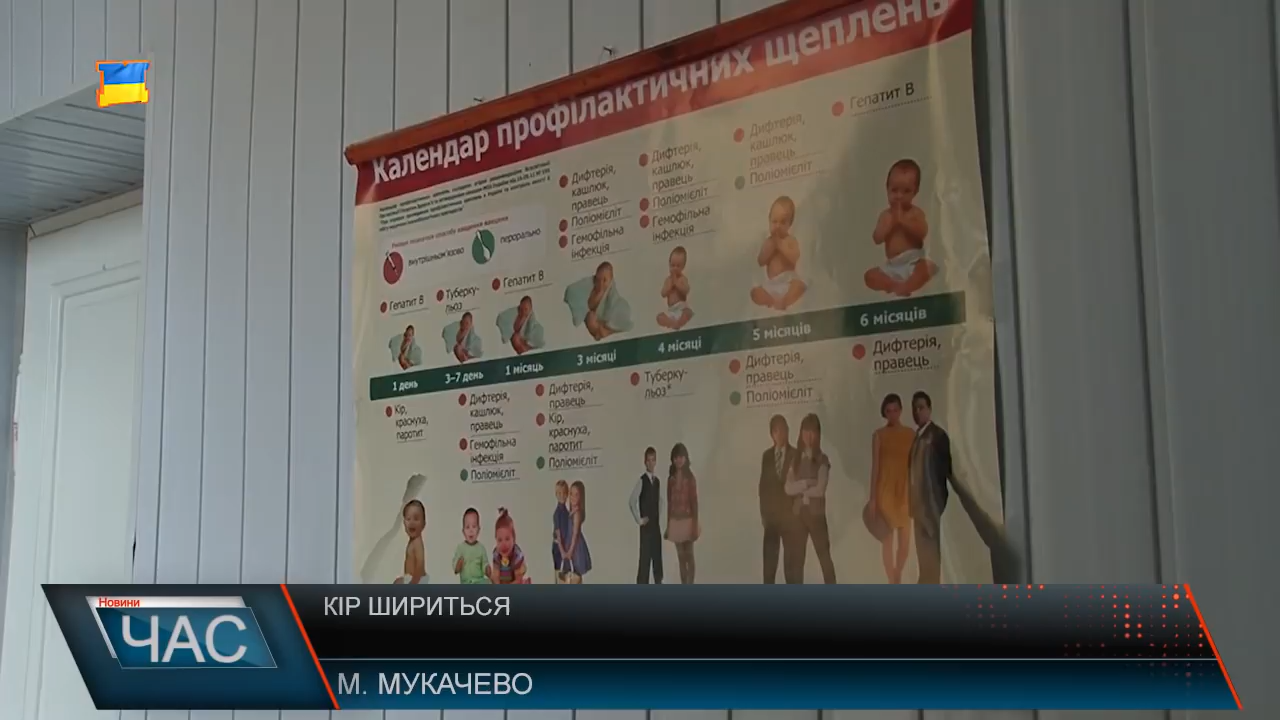 Календар профілактичних щеплень
внутрішньом'язово
перорально
Гепатит В
Туберку-
льоз
Гепатит В
Дифтерія,
кашлюк,
правець
Поліомієліт
Гемофільна
інфекція
Дифтерія,
кашлюк,
правець
Поліомієліт
Гемофільна
інфекція
Дифтерія,
кашлюк,
правець
Поліомієліт
Гепатит В
1 день
3–7 день
1 місяць
3 місяці
4 місяці
5 місяців
6 місяців
Кір,
краснуха,
паротит
Дифтерія,
кашлюк,
правець
Гемофільна
інфекція
Поліомієліт
Дифтерія,
правець
Кір,
краснуха,
паротит
Поліомієліт
Туберку-
льоз*
Дифтерія,
правець
Поліомієліт
Дифтерія,
правець
Новини
ЧАС
КІР ШИРИТЬСЯ
М. МУКАЧЕВО